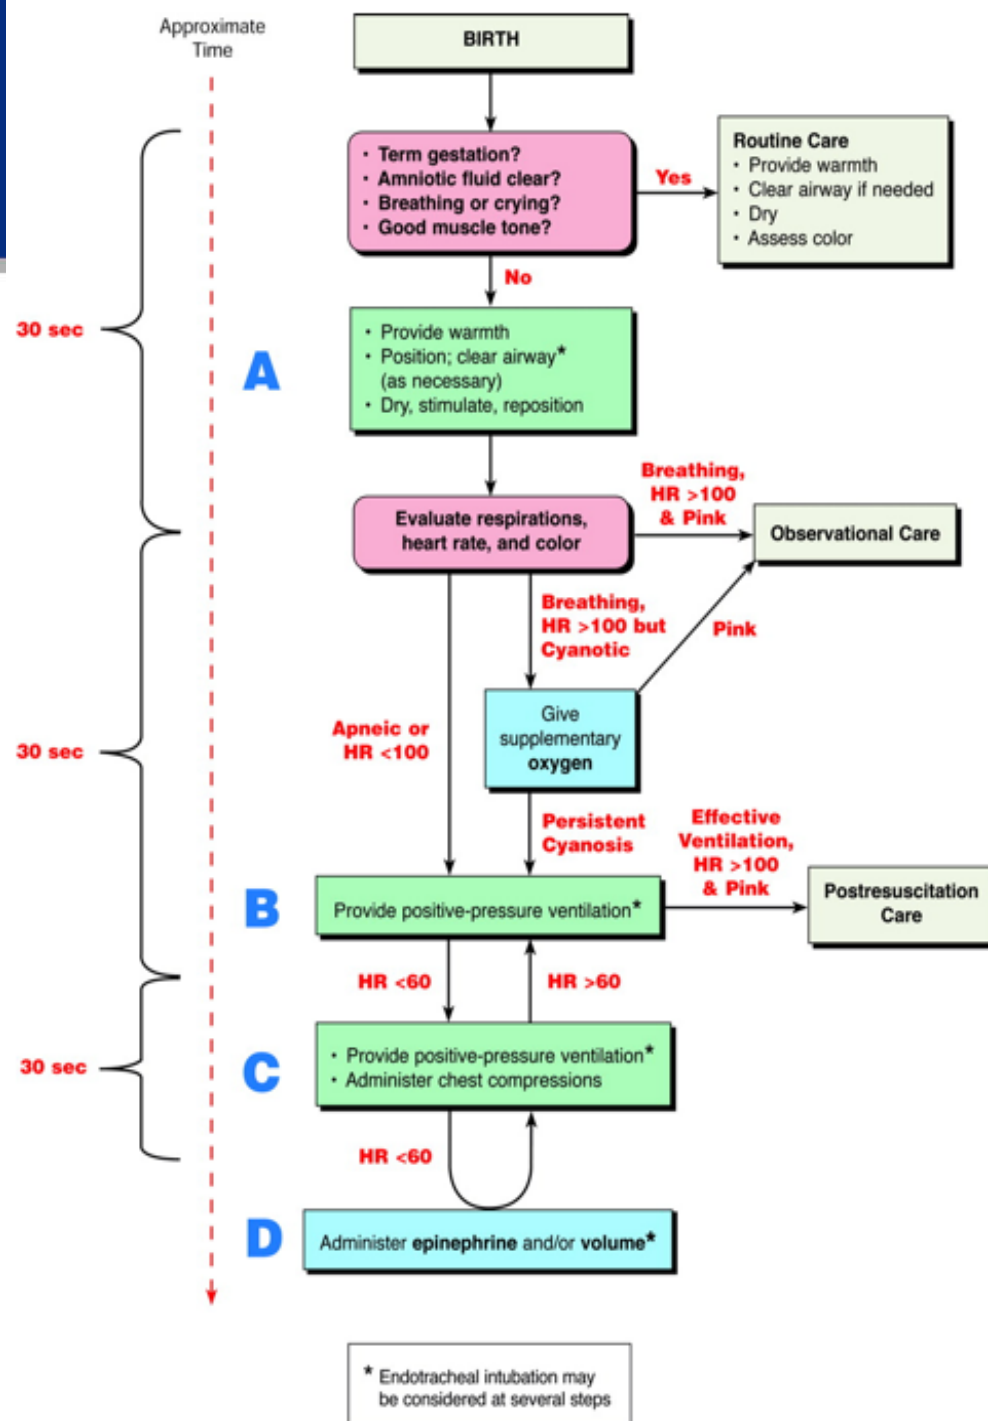 Approximate
Time
BIRTH
• Term gestation?
• Amniotic fluid clear?
• Breathing or crying?
• Good muscle tone?
Yes
Routine Care
• Provide warmth
• Clear airway if needed
• Dry
• Assess color
No
30 sec
A
• Provide warmth
• Position; clear airway*
(as necessary)
• Dry, stimulate, reposition
Breathing,
HR >100
& Pink
Evaluate respirations,
heart rate, and color
Observational Care
Breathing,
HR >100 but
Cyanotic
Pink
30 sec
Apneic or
HR <100
Give
supplementary
oxygen
Persistent
Cyanosis
Effective
Ventilation,
HR >100
& Pink
B
Provide positive-pressure ventilation*
Postresuscitation
Care
HR <60
HR >60
30 sec
C
• Provide positive-pressure ventilation*
• Administer chest compressions
HR <60
D
Administer epinephrine and/or volume*
* Endotracheal intubation may
be considered at several steps